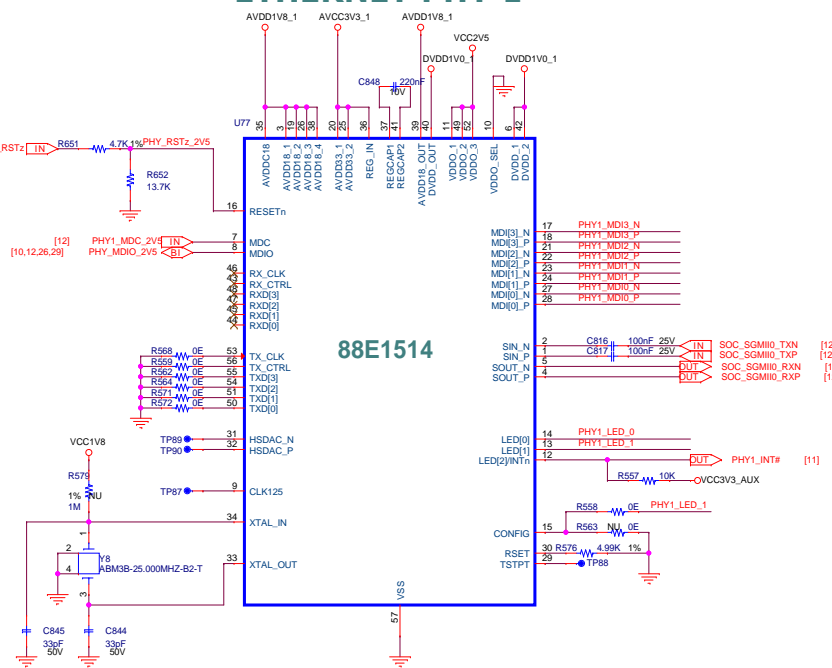 AVDD1V8_1 AVCC3V3_1 AVDD1V8_1
VCC2V5
DVDD1V0_1 DVDD1V0_1
C848 220nF
10V
U77
35 3 19 26 38 20 25 36 37 41 39 40 11 49 52 10 6 42
AVDDC18
AVDD18_1
AVDD18_2
AVDD18_3
AVDD18_4
AVDD33_1
AVDD33_2
REG_IN
REGCAP1
REGCAP2
AVDD18_OUT
DVDD_OUT
VDDO_1
VDDO_2
VDDO_3
VDDO_SEL
DVDD_1
DVDD_2
_RSTz IN R651 4.7K 1% PHY_RSTz_2V5
R652
13.7K
16 RESETn
[12] PHY1_MDC_2V5 IN 7 MDC
[10,12,26,29] PHY_MDIO_2V5 BI 8 MDIO
46 RX_CLK
43 RX_CTRL
48 RXD[3]
47 RXD[2]
45 RXD[1]
44 RXD[0]
88E1514
R568 0E 53 TX_CLK
R559 0E 56 TX_CTRL
R562 0E 55 TXD[3]
R564 0E 54 TXD[2]
R571 0E 51 TXD[1]
R572 0E 50 TXD[0]
TP89 31 HSDAC_N
TP90 32 HSDAC_P
TP87 9 CLK125
VCC1V8
R579
1% NU
1M
34 XTAL_IN
1
2
4
3
Y8
ABM3B-25.000MHZ-B2-T
33 XTAL_OUT
C845
33pF
50V
C844
33pF
50V
VSS
57
MDI[3]_N 17 PHY1_MDI3_N
MDI[3]_P 18 PHY1_MDI3_P
MDI[2]_N 21 PHY1_MDI2_N
MDI[2]_P 22 PHY1_MDI2_P
MDI[1]_N 23 PHY1_MDI1_N
MDI[1]_P 24 PHY1_MDI1_P
MDI[0]_N 27 PHY1_MDI0_N
MDI[0]_P 28 PHY1_MDI0_P
SIN_N 2 C816 100nF 25V IN SOC_SGMII0_TXN [12
SIN_P 1 C817 100nF 25V IN SOC_SGMII0_TXP [12
SOUT_N 5 OUT SOC_SGMII0_RXN [1
SOUT_P 4 OUT SOC_SGMII0_RXP [1
LED[0] 14 PHY1_LED_0
LED[1] 13 PHY1_LED_1
LED[2]/INTn 12 OUT PHY1_INT# [11]
R557 10K VCC3V3_AUX
R558 0E PHY1_LED_1
CONFIG 15 R563 NU 0E
RSET 30 R576 4.99K 1%
TSTPT 29 TP88